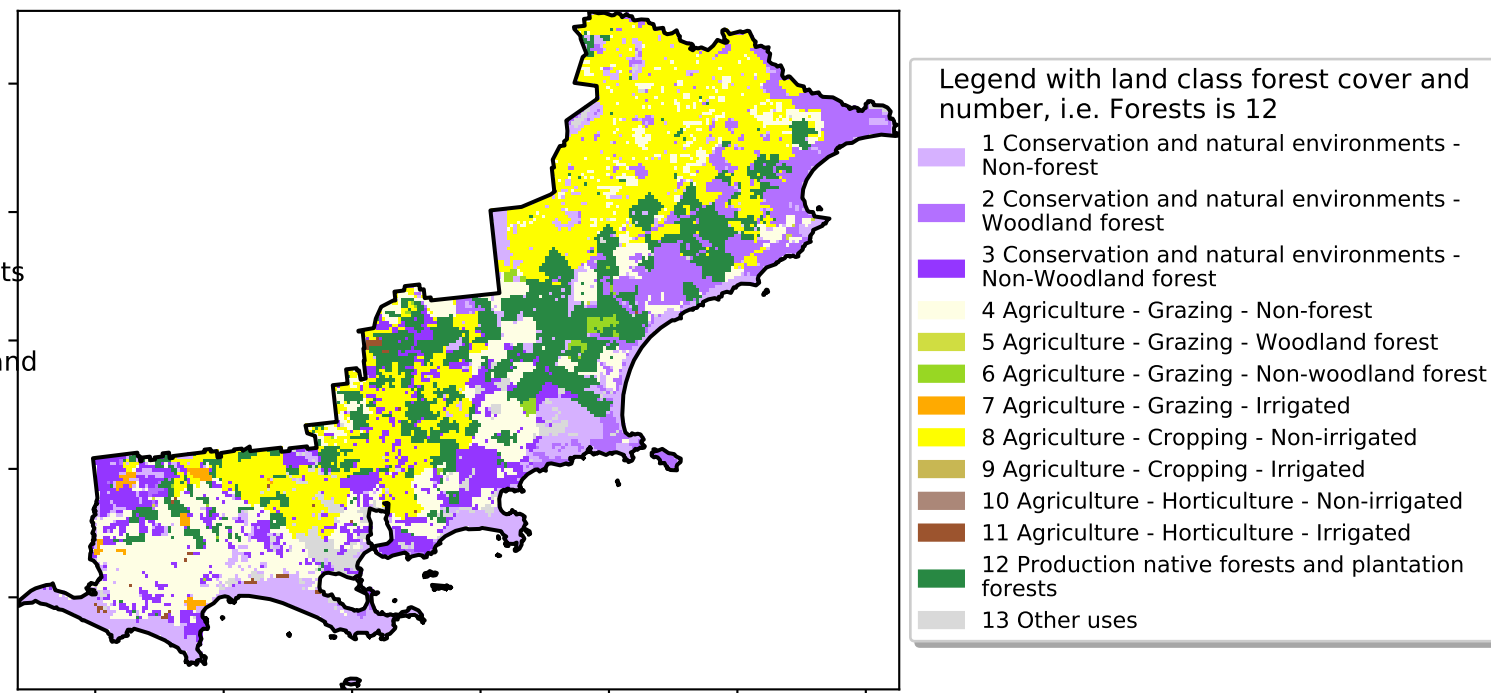 Legend with land class forest cover and
number, i.e. Forests is 12
1 Conservation and natural environments -
Non-forest
2 Conservation and natural environments -
Woodland forest
3 Conservation and natural environments -
Non-Woodland forest
4 Agriculture - Grazing - Non-forest
5 Agriculture - Grazing - Woodland forest
6 Agriculture - Grazing - Non-woodland forest
7 Agriculture - Grazing - Irrigated
8 Agriculture - Cropping - Non-irrigated
9 Agriculture - Cropping - Irrigated
10 Agriculture - Horticulture - Non-irrigated
11 Agriculture - Horticulture - Irrigated
12 Production native forests and plantation
forests
13 Other uses
ts
nd